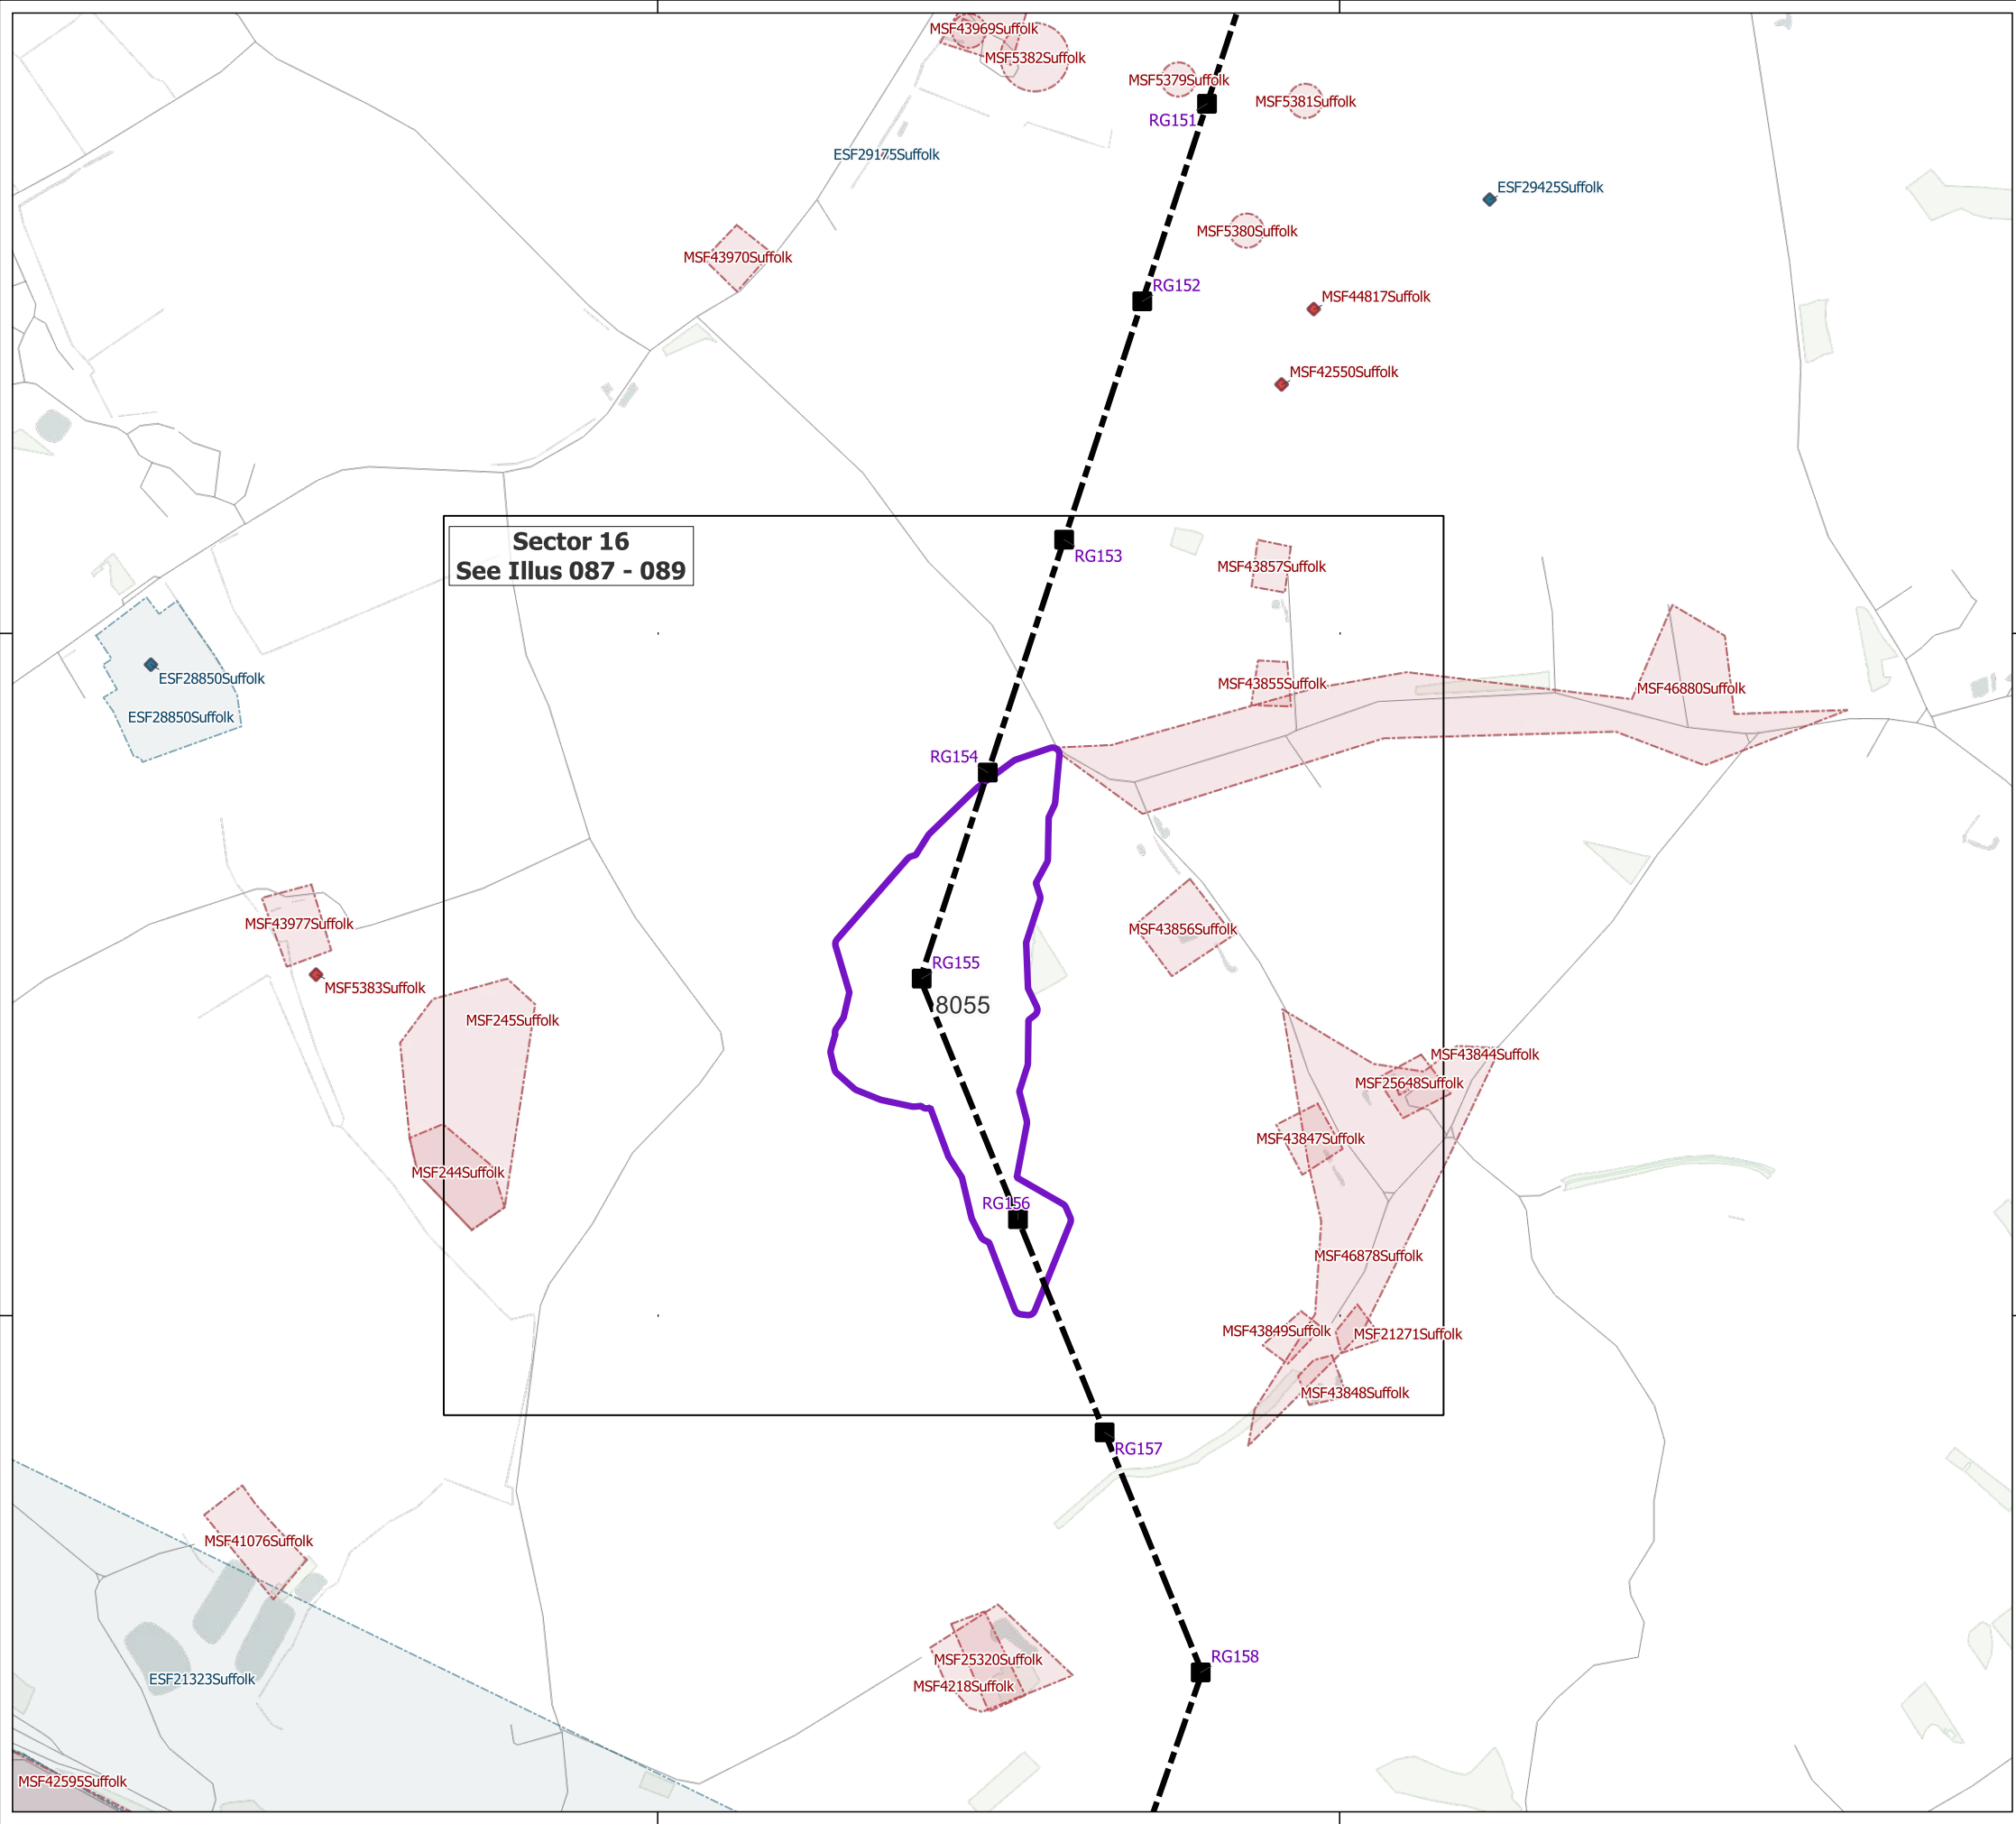 MSF43969Suffolk
MSF5382Suffolk
MSF5379Suffolk
MSF5381Suffolk
RG151
ESF29175Suffolk
ESF29425Suffolk
MSF5380Suffolk
MSF43970Suffolk
RG152
MSF44817Suffolk
MSF42550Suffolk
Sector 16
See Illus 087 - 089
RG153
MSF43857Suffolk
ESF28850Suffolk
MSF43855Suffolk
MSF46880Suffolk
ESF28850Suffolk
RG154
MSF43977Suffolk
MSF43856Suffolk
RG155
MSF5383Suffolk
8055
MSF245Suffolk
MSF43844Suffolk
MSF25648Suffolk
MSF43847Suffolk
MSF244Suffolk
RG156
MSF46878Suffolk
MSF43849Suffolk
MSF21271Suffolk
MSF43848Suffolk
RG157
MSF41076Suffolk
RG158
MSF25320Suffolk
ESF21323Suffolk
MSF4218Suffolk
MSF42595Suffolk